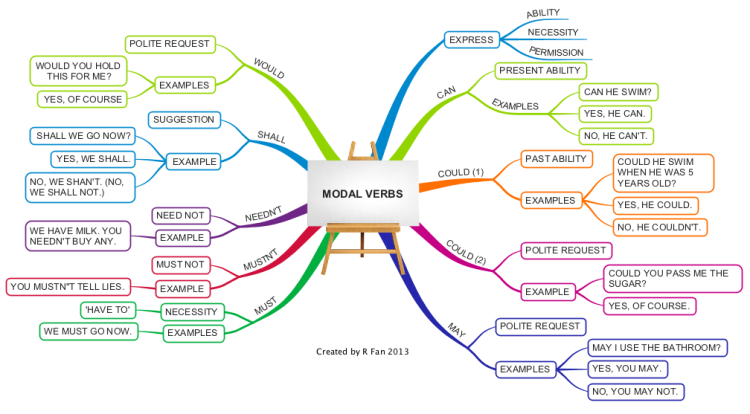 MODAL VERBS
EXPRESS
ABILITY
NECESSITY
PERMISSION
CAN
PRESENT ABILITY
EXAMPLES
CAN HE SWIM?
YES, HE CAN.
NO, HE CAN'T.
COULD (1)
PAST ABILITY
EXAMPLES
COULD HE SWIM
WHEN HE WAS 5
YEARS OLD?
YES, HE COULD.
NO, HE COULDN'T.
COULD (2)
POLITE REQUEST
EXAMPLE
COULD YOU PASS ME THE
SUGAR?
YES, OF COURSE.
MAY
POLITE REQUEST
EXAMPLES
MAY I USE THE BATHROOM?
YES, YOU MAY.
NO, YOU MAY NOT.
WOULD
POLITE REQUEST
EXAMPLES
WOULD YOU HOLD
THIS FOR ME?
YES, OF COURSE
SHALL
SUGGESTION
EXAMPLE
SHALL WE GO NOW?
YES, WE SHALL.
NO, WE SHAN'T. (NO,
WE SHALL NOT.)
NEEDN'T
NEED NOT
EXAMPLE
WE HAVE MILK. YOU
NEEDN'T BUY ANY.
MUSTN'T
MUST NOT
EXAMPLE
YOU MUSTN"T TELL LIES.
MUST
NECESSITY
'HAVE TO'
EXAMPLES
WE MUST GO NOW.
Created by R Fan 2013